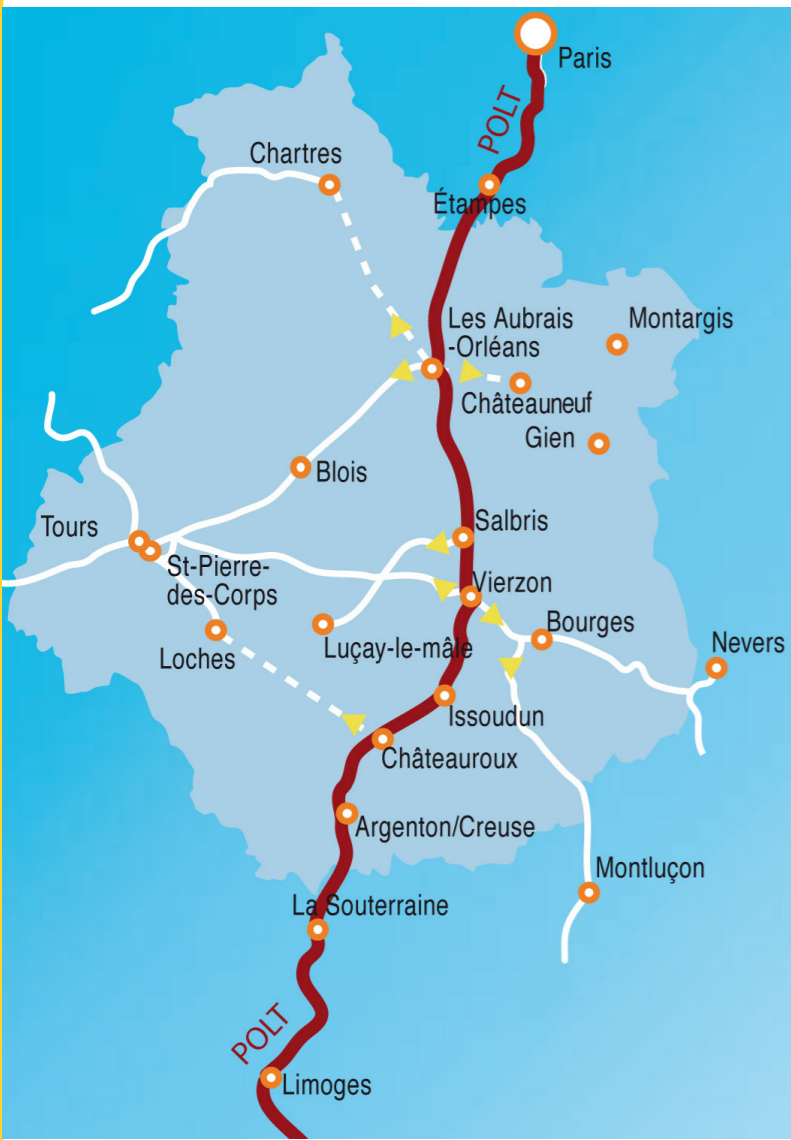 Paris
POLT
Chartres
Étampes
Les Aubrais
-Orléans
Montargis
Châteauneuf
Gien
Blois
Salbris
Tours
St-Pierre-
des-Corps
Vierzon
Bourges
Luçay-le-mâle
Loches
Nevers
Issoudun
Châteauroux
Argenton/Creuse
Montluçon
La Souterraine
POLT
Limoges